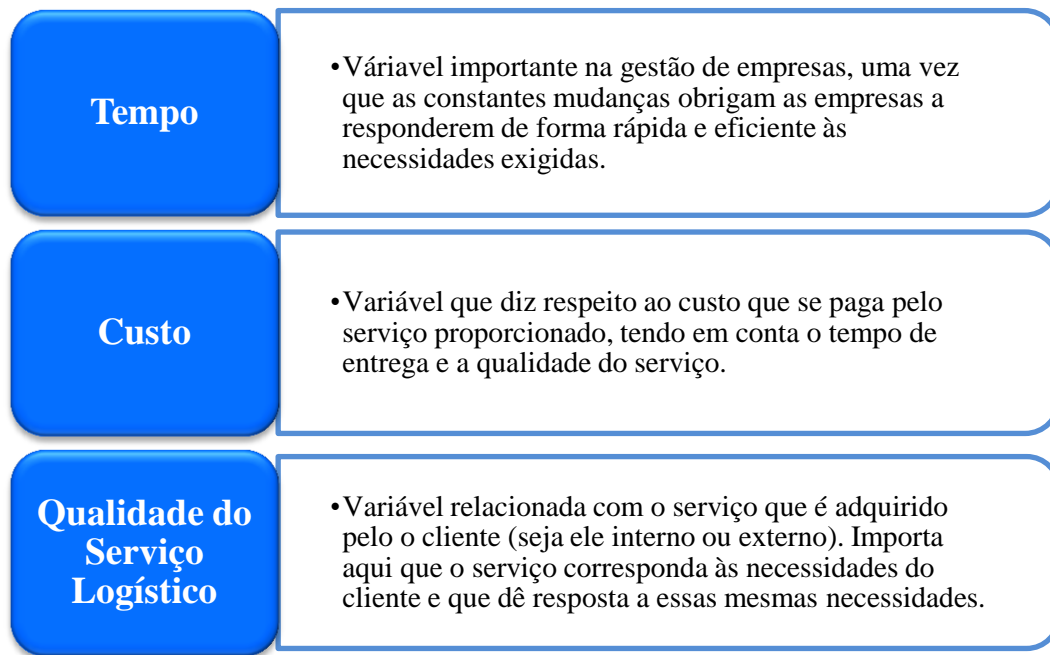 Tempo
•Váriavel importante na gestão de empresas, uma vez
que as constantes mudanças obrigam as empresas a
responderem de forma rápida e eficiente às
necessidades exigidas.
Custo
•Variável que diz respeito ao custo que se paga pelo
serviço proporcionado, tendo em conta o tempo de
entrega e a qualidade do serviço.
Qualidade do
Serviço
Logístico
•Variável relacionada com o serviço que é adquirido
pelo o cliente (seja ele interno ou externo). Importa
aqui que o serviço corresponda às necessidades do
cliente e que dê resposta a essas mesmas necessidades.